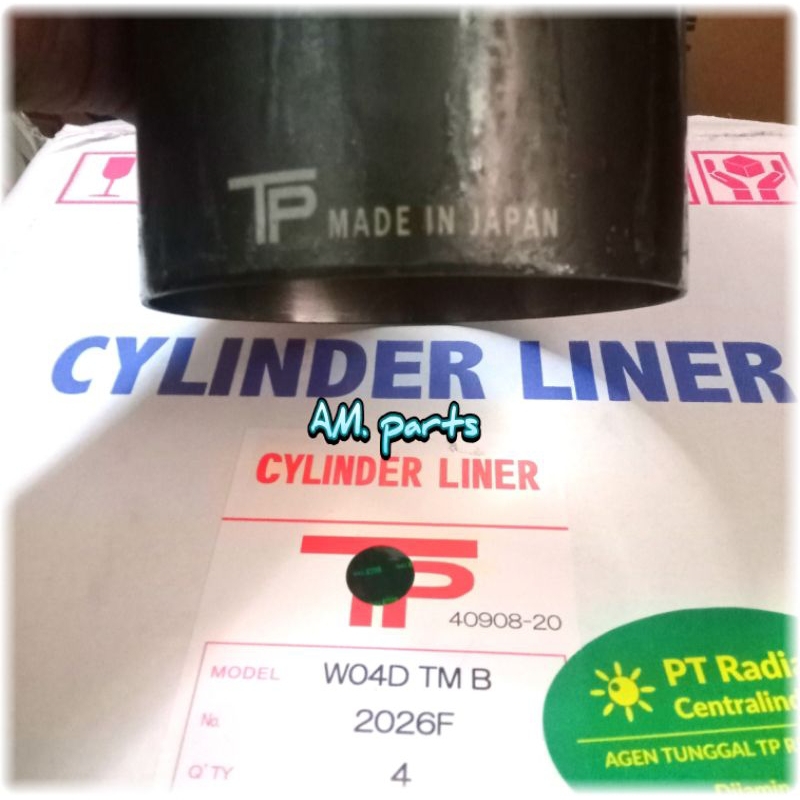 TP MADE IN JAPAN
CYLINDER LINER
AM. parts
CYLINDER LINER
TP
40908-20
MODEL W04D TM B
No. 2026F
Q'TY 4
PT Radia
Centralind
AGEN TUNGGAL TP R
Dijamin